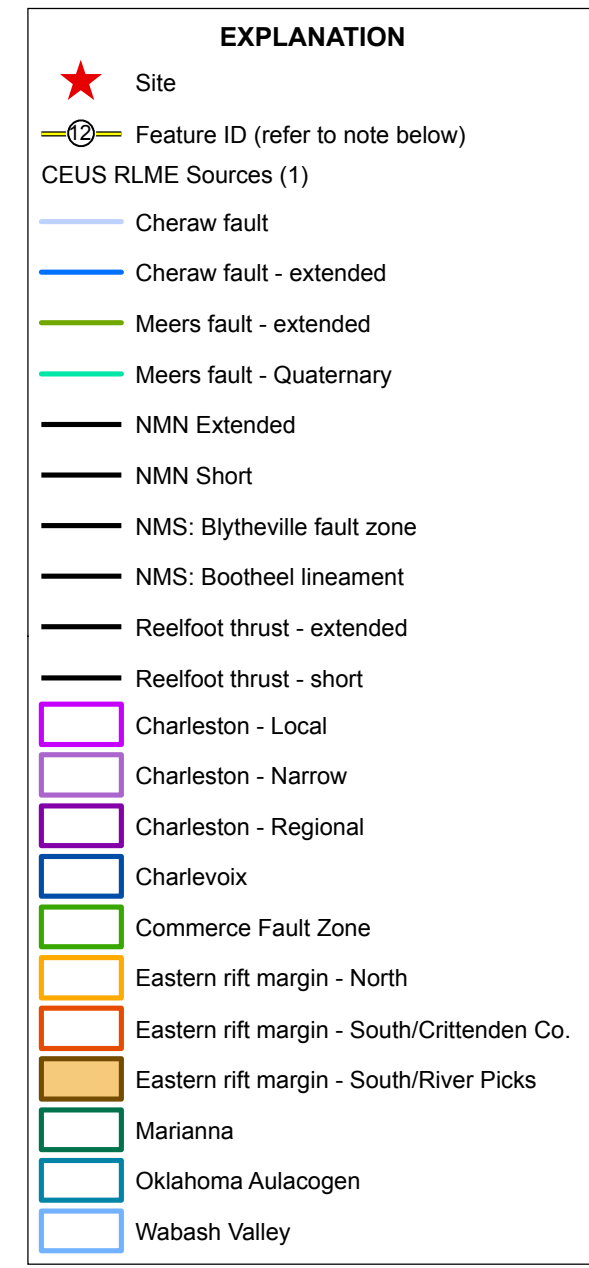 EXPLANATION
Site
12 Feature ID (refer to note below)
CEUS RLME Sources (1)
Cheraw fault
Cheraw fault - extended
Meers fault - extended
Meers fault - Quaternary
NMN Extended
NMN Short
NMS: Blytheville fault zone
NMS: Bootheel lineament
Reelfoot thrust - extended
Reelfoot thrust - short
Charleston - Local
Charleston - Narrow
Charleston - Regional
Charlevoix
Commerce Fault Zone
Eastern rift margin - North
Eastern rift margin - South/Crittenden Co.
Eastern rift margin - South/River Picks
Marianna
Oklahoma Aulacogen
Wabash Valley